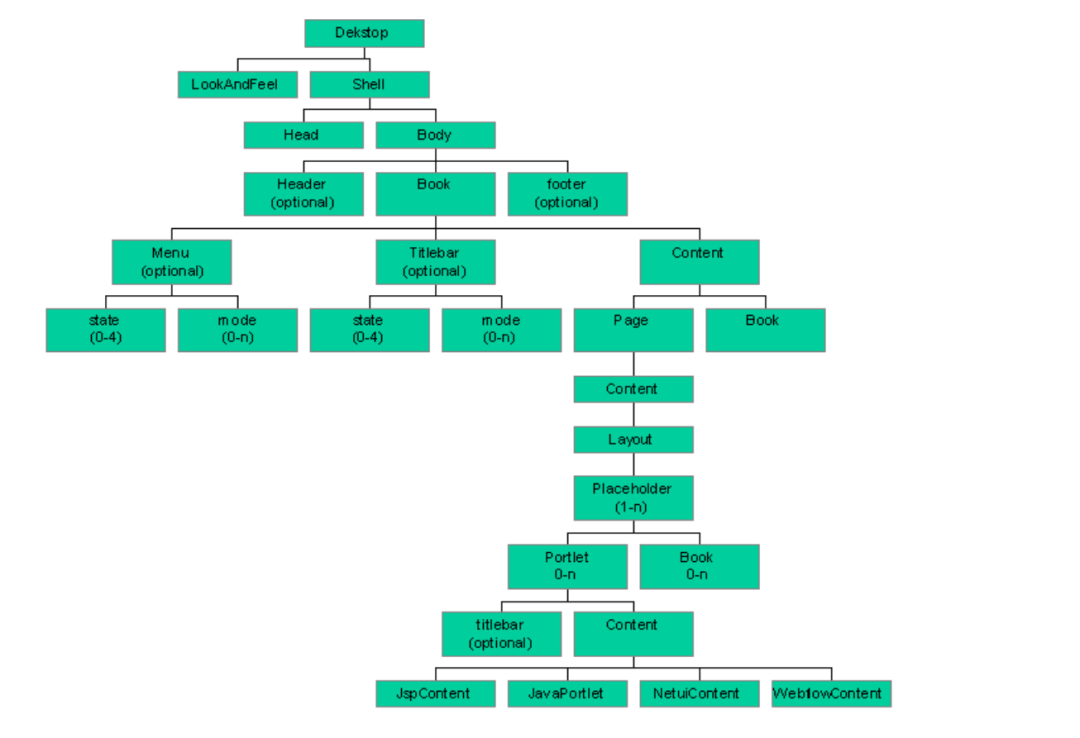 Dekstop
LookAndFeel
Shell
Head
Body
Header
(optional)
Book
footer
(optional)
Menu
(optional)
Titlebar
(optional)
Content
state
(0-4)
mode
(0-n)
state
(0-4)
mode
(0-n)
Page
Book
Content
Layout
Placeholder
(1-n)
Portlet
0-n
Book
0-n
titlebar
(optional)
Content
JspContent
JavaPortlet
NetuiContent
WebflowContent